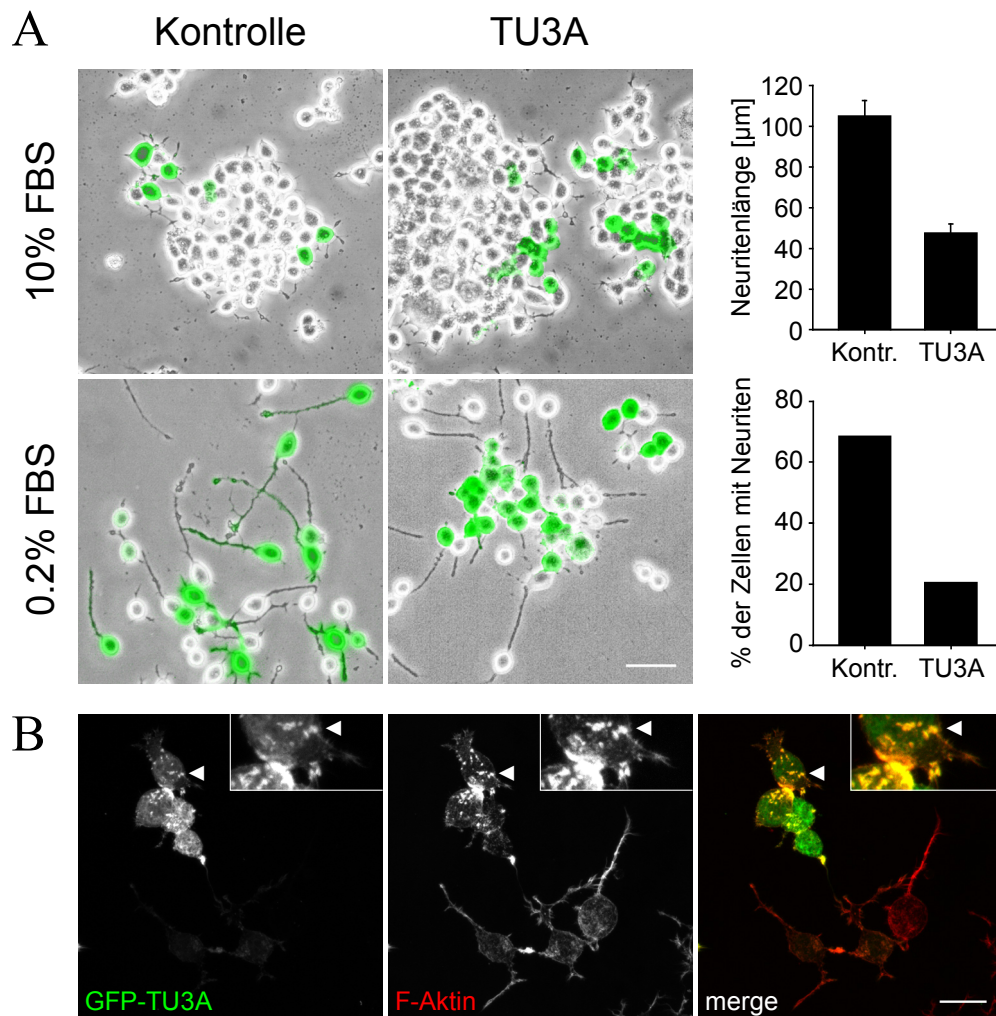 A
Kontrolle
TU3A
10% FBS
0.2% FBS
Neuritenlänge [µm]
120
100
80
60
40
20
0
Kontr. TU3A
% der Zellen mit Neuriten
80
60
40
20
0
Kontr. TU3A
B
GFP-TU3A
F-Aktin
merge